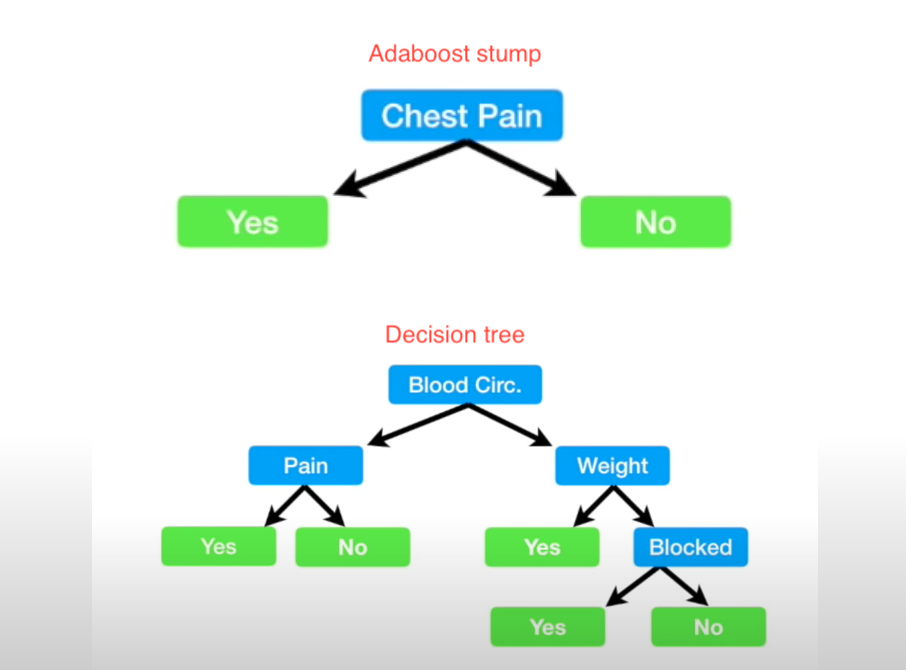 Adaboost stump
Chest Pain
Yes
No
Decision tree
Blood Circ.
Pain
Weight
Yes
No
Yes
Blocked
Yes
No